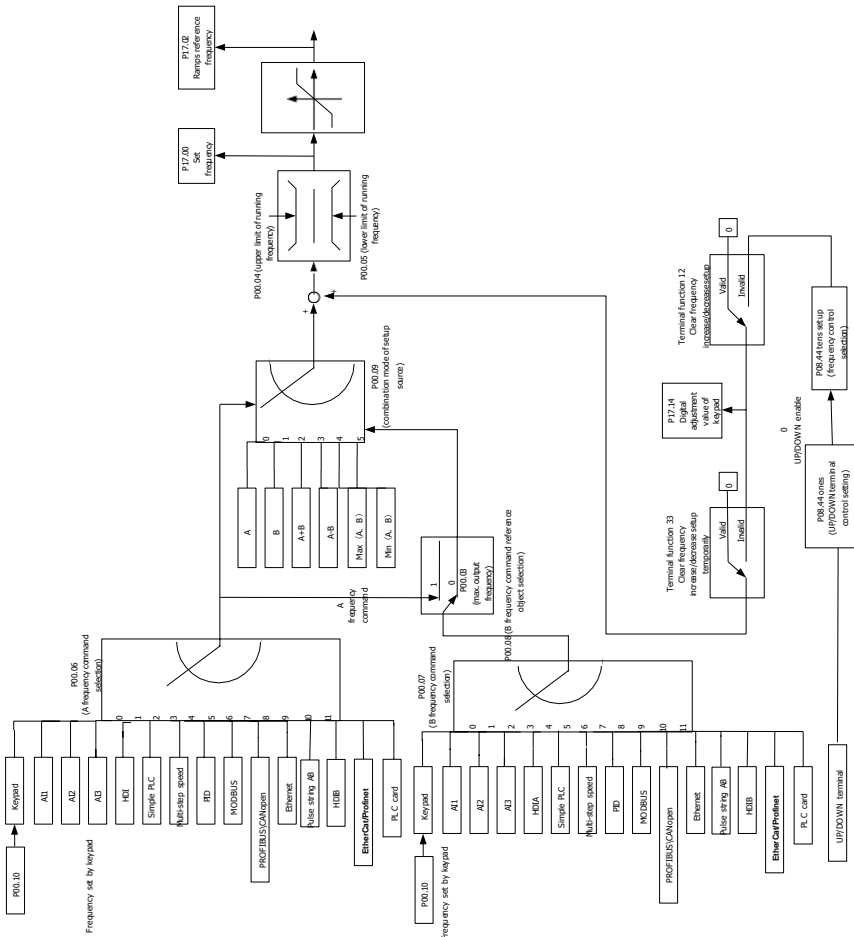 P17.02
Ramps reference
frequency
P17.00
Set
frequency
P00.04 (upper limit of running
frequency)
P00.05 (lower limit of running
frequency)
+
+
P00.09
(combination mode of setup
source)
0
1
2
3
4
5
A
B
A+B
A-B
Max (A, B)
Min (A, B)
A
frequency
command
1
0
P00.03
(max. output
frequency)
P00.08 (B frequency command reference
object selection)
P00.06
(A frequency command
selection)
0
1
2
3
4
5
6
7
8
9
10
11
Keypad
AI1
AI2
AI3
HDI
Simple PLC
Multi-step speed
PID
MODBUS
PROFIBUS\CANopen
Ethernet
Pulse string AB
HDIB
EtherCat/Profinet
PLC card
P00.10
Frequency set by keypad
P00.07
(B frequency command
selection)
0
1
2
3
4
5
6
7
8
9
10
11
Keypad
AI1
AI2
AI3
HDIA
Simple PLC
Multi-step speed
PID
MODBUS
PROFIBUS\CANopen
Ethernet
Pulse string AB
HDIB
EtherCat/Profinet
PLC card
P00.10
Frequency set by keypad
Terminal function 12
Clear frequency
increase/decrease setup
Valid
Invalid
0
P17.14
Digital
adjustment
value of
keypad
Terminal function 33
Clear frequency
increase/decrease setup
temporarily
Valid
Invalid
0
P08.44 tens setup
(frequency control
selection)
0
UP/DOWN enable
P08.44 ones
(UP/DOWN terminal
control setting)
UP/DOWN terminal